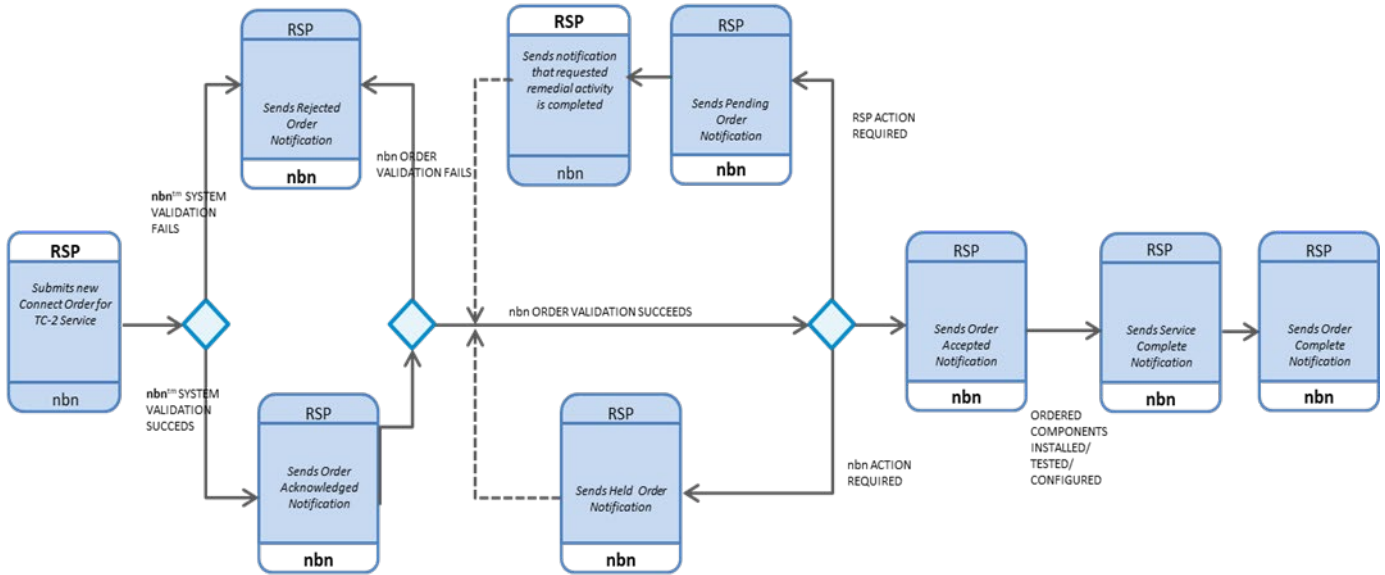 RSP
Sends Rejected
Order
Notification
nbn
RSP
Sends notification
that requested
remedial activity
is completed
nbn
RSP
Sends Pending
Order
Notification
nbn
RSP ACTION
REQUIRED
nbn ORDER
VALIDATION FAILS
nbn™ SYSTEM
VALIDATION
FAILS
RSP
Submits new
Connect Order for
TC-2 Service
nbn
nbn ORDER VALIDATION SUCCEEDS
RSP
Sends Order
Accepted
Notification
nbn
RSP
Sends Service
Complete
Notification
nbn
RSP
Sends Order
Complete
Notification
nbn
nbn™ SYSTEM
VALIDATION
SUCCEDS
RSP
Sends Order
Acknowledged
Notification
nbn
RSP
Sends Held Order
Notification
nbn
nbn ACTION
REQUIRED
ORDERED
COMPONENTS
INSTALLED/
TESTED/
CONFIGURED